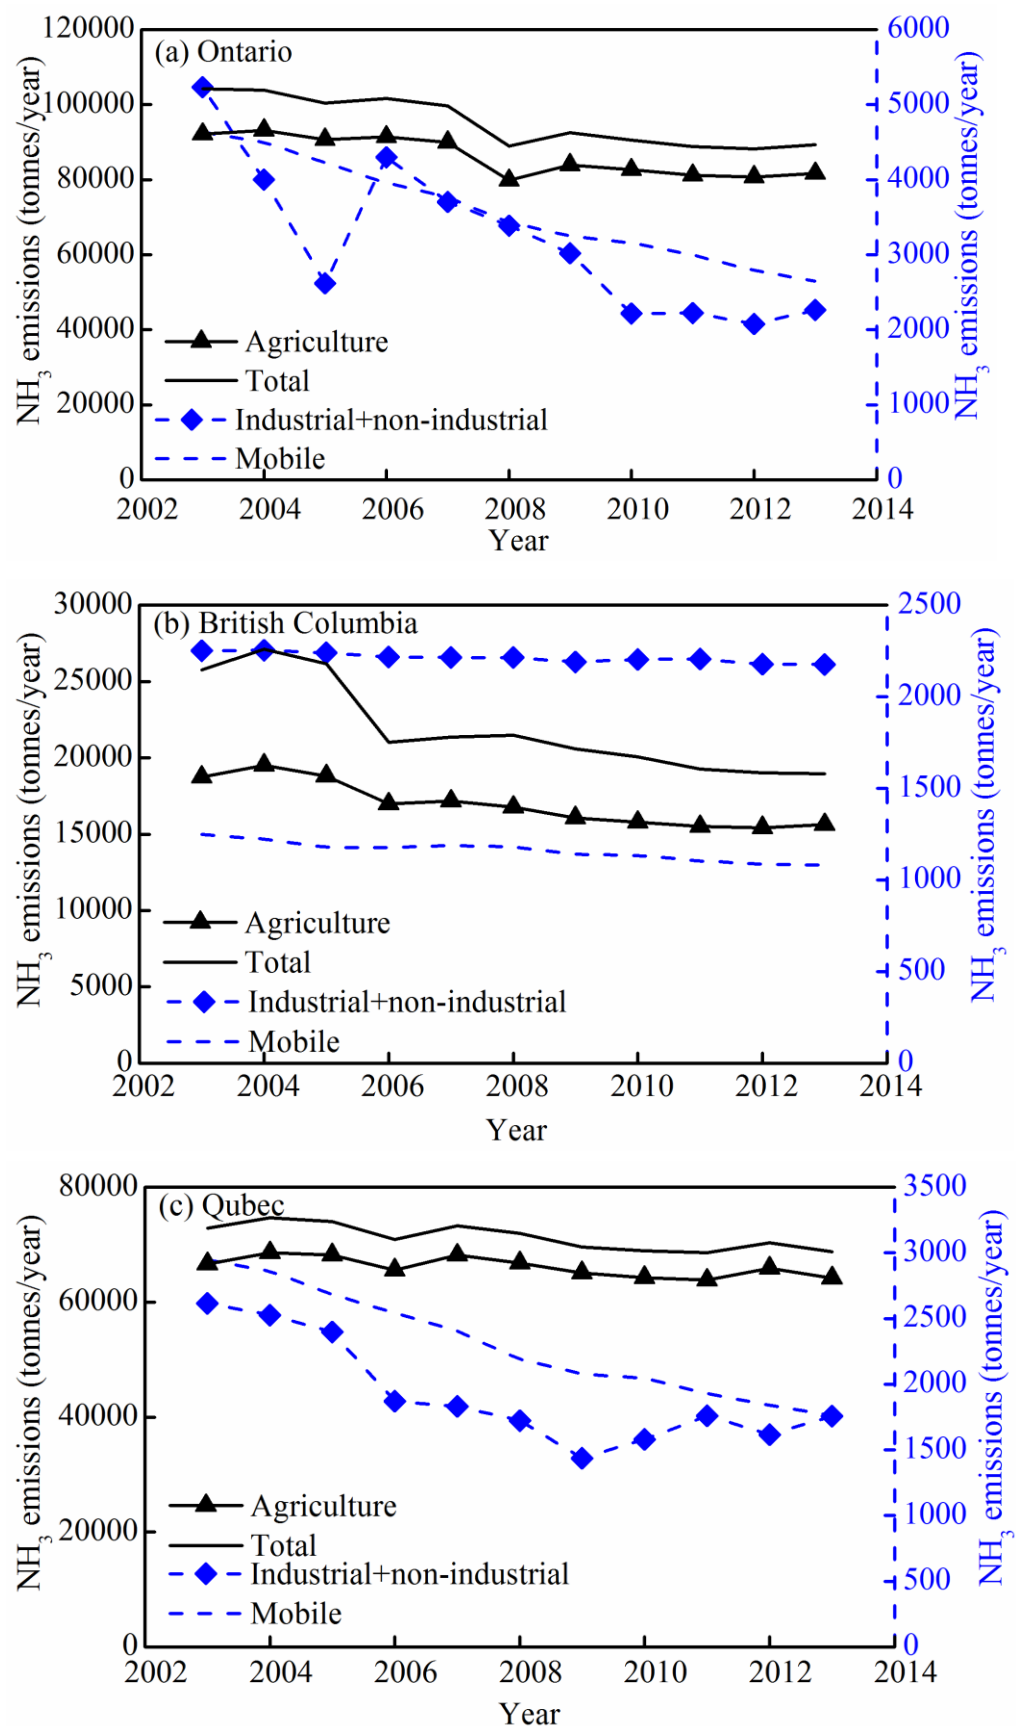 (a) Ontario
120000
100000
80000
60000
40000
20000
0
NH3 emissions (tonnes/year)
6000
5000
4000
3000
2000
1000
0
NH3 emissions (tonnes/year)
Agriculture
Total
Industrial+non-industrial
Mobile
2002 2004 2006 2008 2010 2012 2014
Year
(b) British Columbia
30000
25000
20000
15000
10000
5000
0
NH3 emissions (tonnes/year)
2500
2000
1500
1000
500
0
NH3 emissions (tonnes/year)
Agriculture
Total
Industrial+non-industrial
Mobile
2002 2004 2006 2008 2010 2012 2014
Year
(c) Qubec
80000
60000
40000
20000
0
NH3 emissions (tonnes/year)
3500
3000
2500
2000
1500
1000
500
0
NH3 emissions (tonnes/year)
Agriculture
Total
Industrial+non-industrial
Mobile
2002 2004 2006 2008 2010 2012 2014
Year